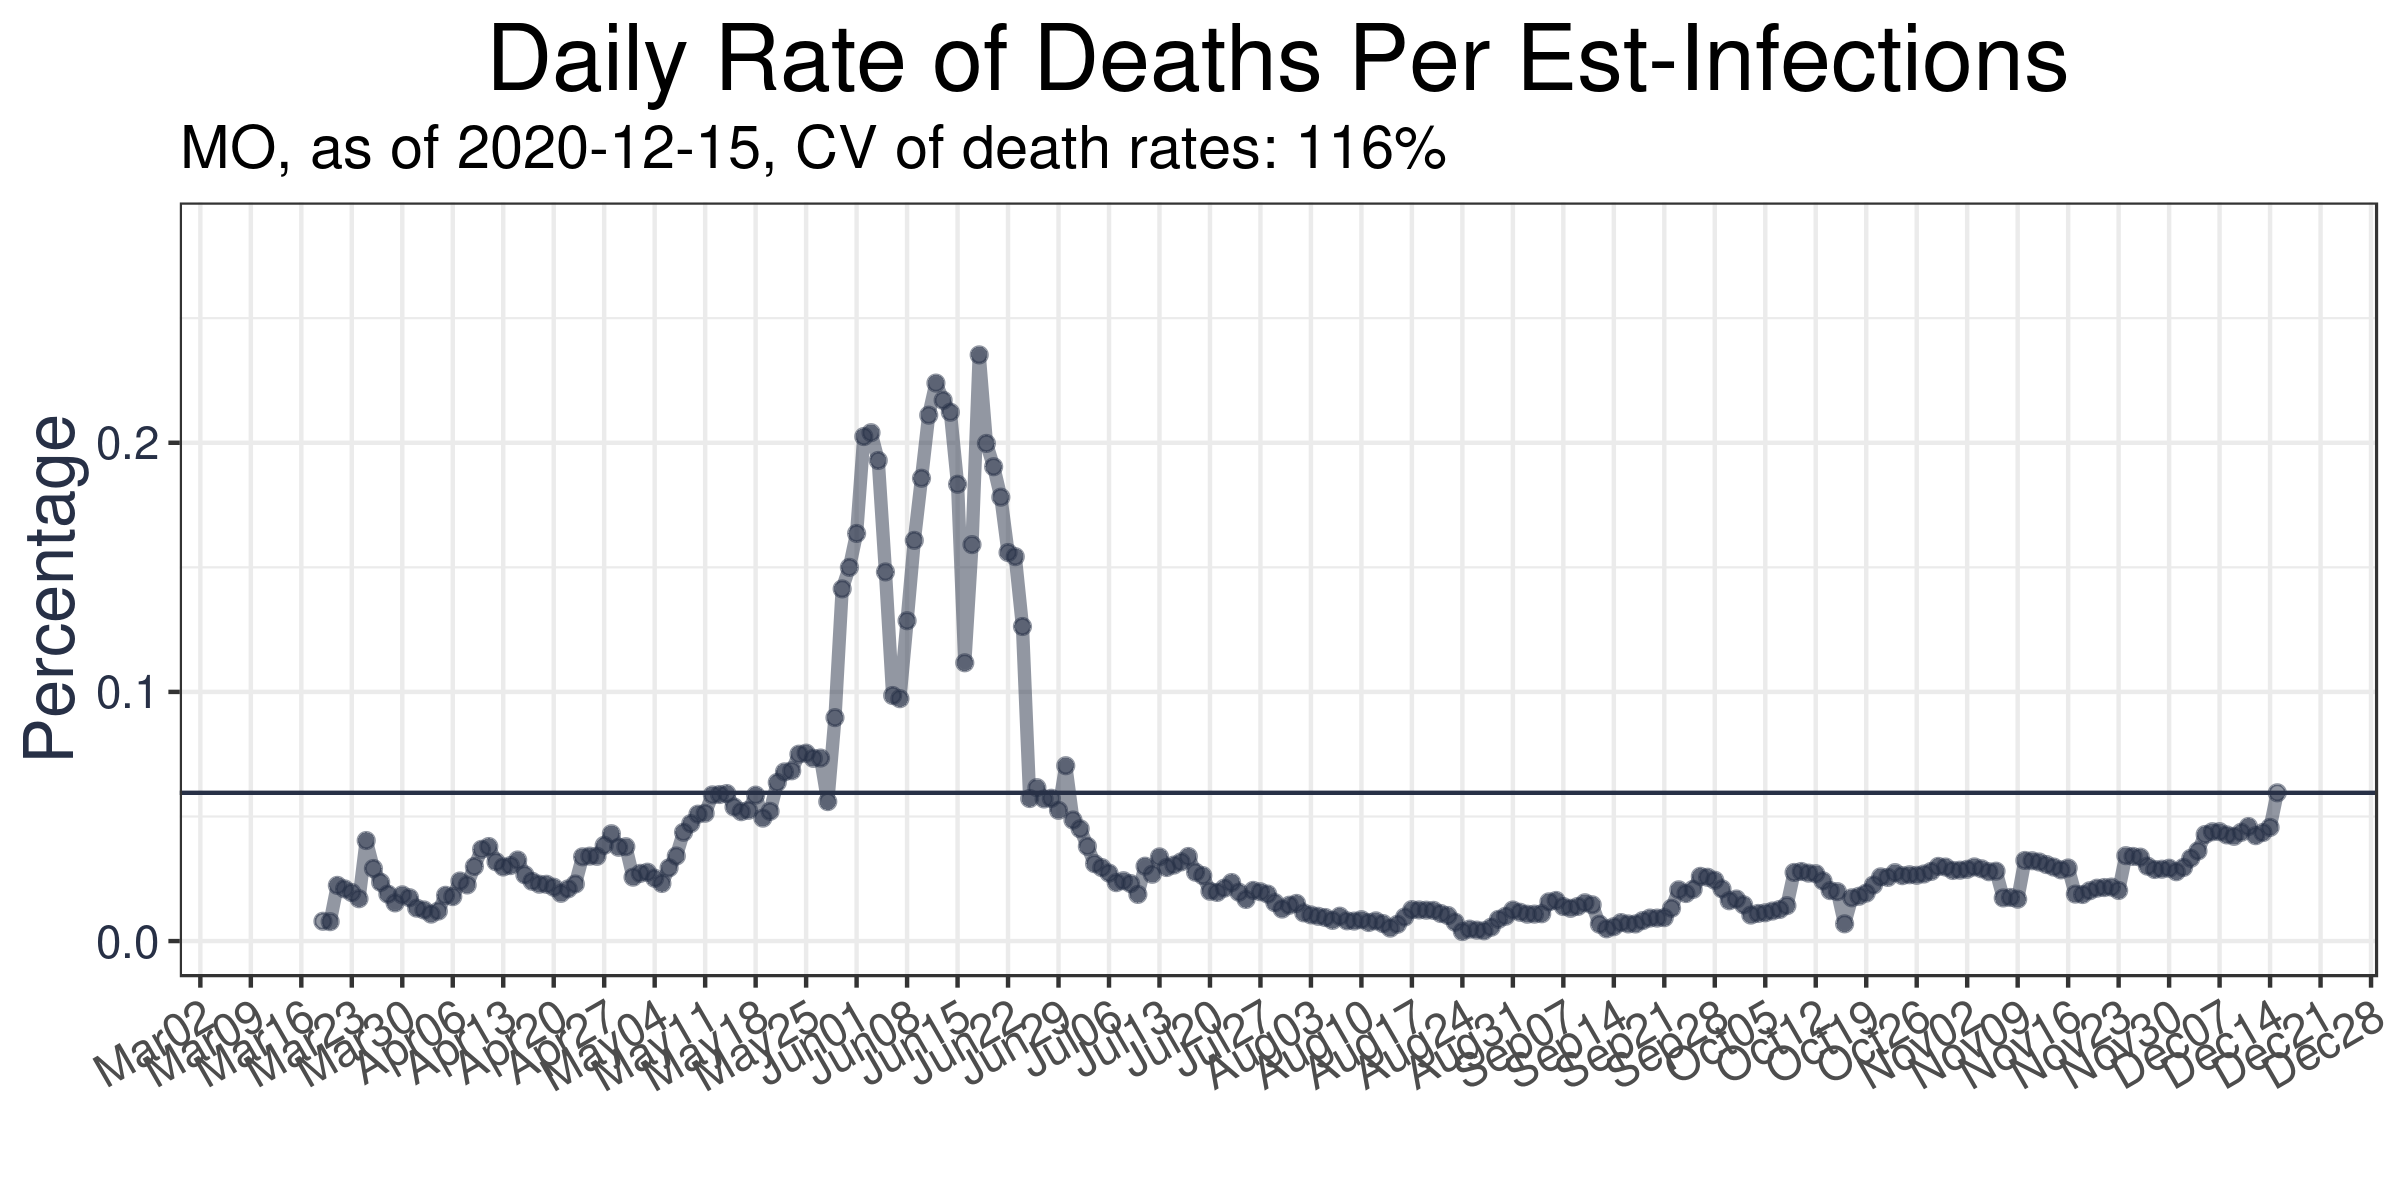 Daily Rate of Deaths Per Est-Infections
MO, as of 2020-12-15, CV of death rates: 116%
Percentage
0.2
0.1
0.0
Mar02
Mar09
Mar16
Mar23
Mar30
Apr06
Apr13
Apr20
Apr27
May04
May11
May18
May25
Jun01
Jun08
Jun15
Jun22
Jun29
Jul06
Jul13
Jul20
Jul27
Aug03
Aug10
Aug17
Aug24
Aug31
Sep07
Sep14
Sep21
Sep28
Oct05
Oct12
Oct19
Oct26
Nov02
Nov09
Nov16
Nov23
Nov30
Dec07
Dec14
Dec21
Dec28